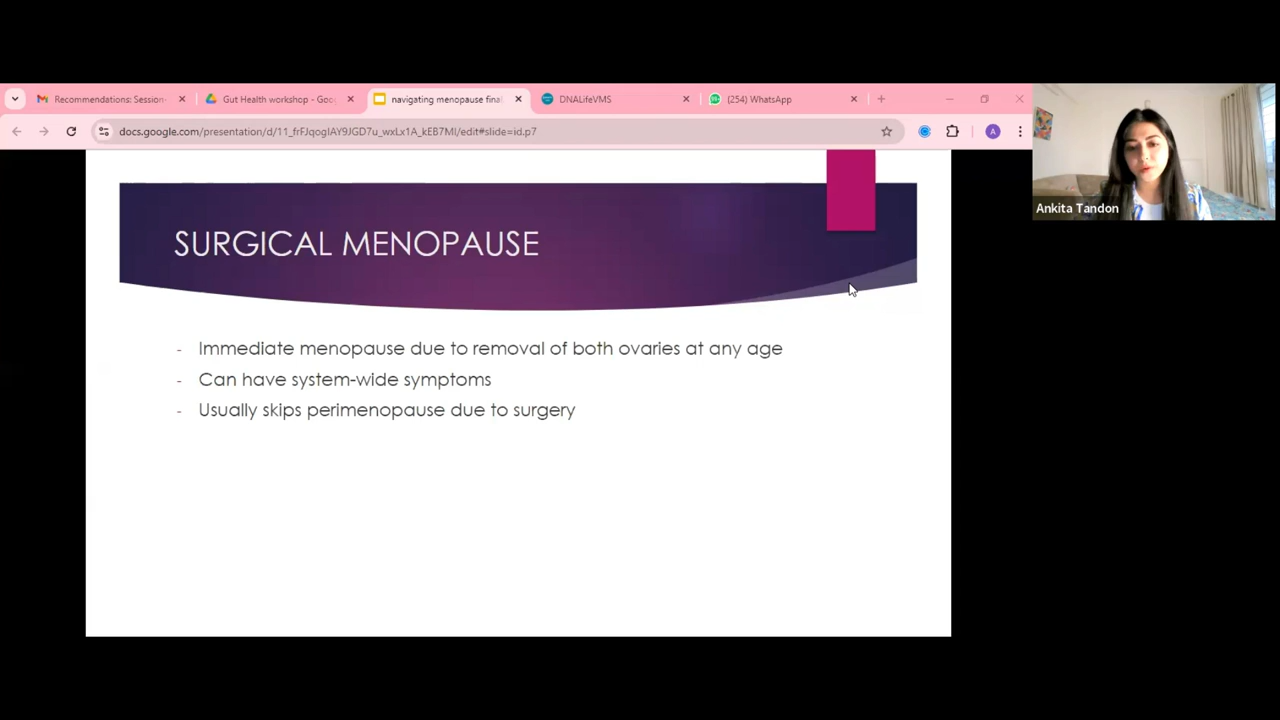 Recommendations: Session-
Gut Health workshop - Goo
navigating menopause fina
DNALifeVMS
(254) WhatsApp
docs.google.com/presentation/d/11_frFJqogIAY9JGD7u_wxLx1A_kEB7MI/edit#slide=id.p7
A
Ankita Tandon
SURGICAL MENOPAUSE
- Immediate menopause due to removal of both ovaries at any age
- Can have system-wide symptoms
- Usually skips perimenopause due to surgery